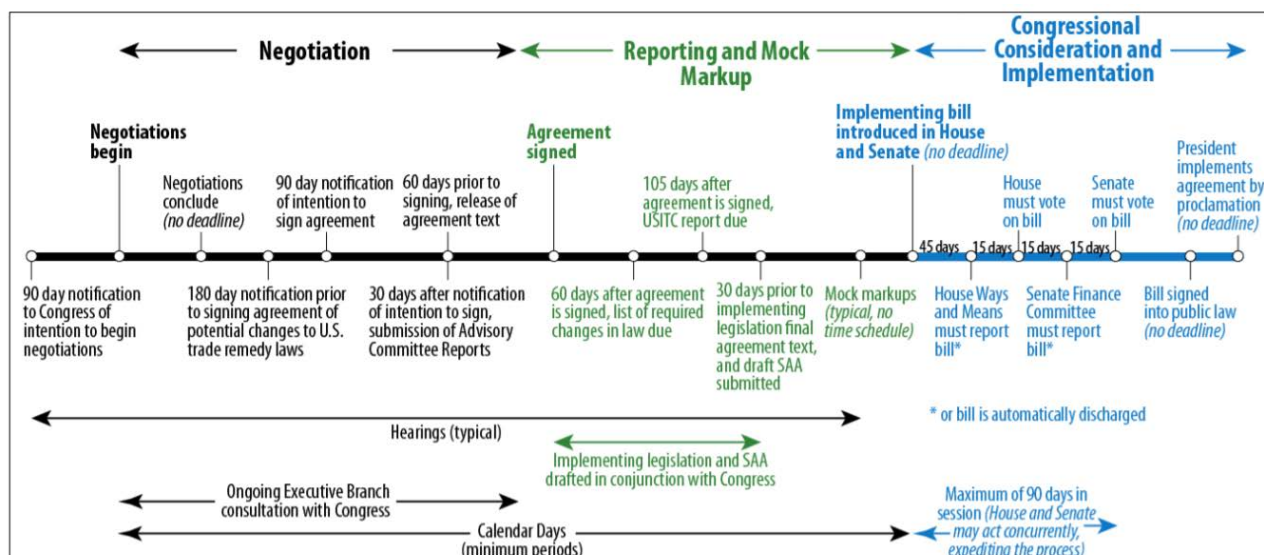 Negotiation
Reporting and Mock
Markup
Congressional
Consideration and
Implementation
Negotiations
begin
Agreement
signed
Implementing bill
introduced in House
and Senate (no deadline)
Negotiations
conclude
(no deadline)
90 day notification
of intention to
sign agreement
60 days prior to
signing, release of
agreement text
105 days after
agreement is signed,
USITC report due
House
must vote
on bill
Senate
must vote
on bill
President
implements
agreement by
proclamation
(no deadline)
45 days
15 days
15 days
15 days
90 day notification
to Congress of
intention to begin
negotiations
180 day notification prior
to signing agreement of
potential changes to U.S.
trade remedy laws
30 days after notification
of intention to sign,
submission of Advisory
Committee Reports
60 days after agreement
is signed, list of required
changes in law due
30 days prior to
implementing
legislation final
agreement text,
and draft SAA
submitted
Mock markups
(typical, no
time schedule)
House Ways
and Means
must report
bill*
Senate Finance
Committee
must report
bill*
Bill signed
into public law
(no deadline)
Hearings (typical)
* or bill is automatically discharged
Implementing legislation and SAA
drafted in conjunction with Congress
Ongoing Executive Branch
consultation with Congress
Calendar Days
(minimum periods)
Maximum of 90 days in
session (House and Senate
may act concurrently,
expediting the process)